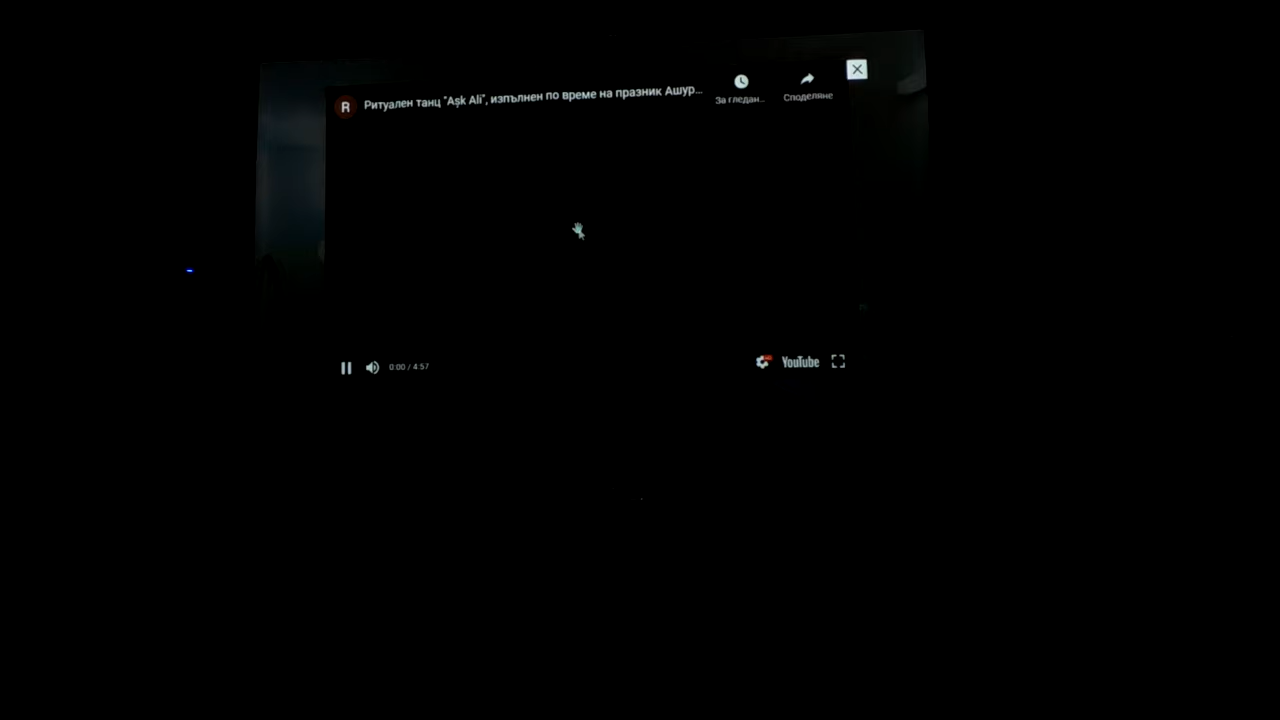 R
Ритуален танц "Aşk Ali", изпълнен по време на празник Ашур...
За гледан...
Споделяне
0:00 / 4:57
YouTube